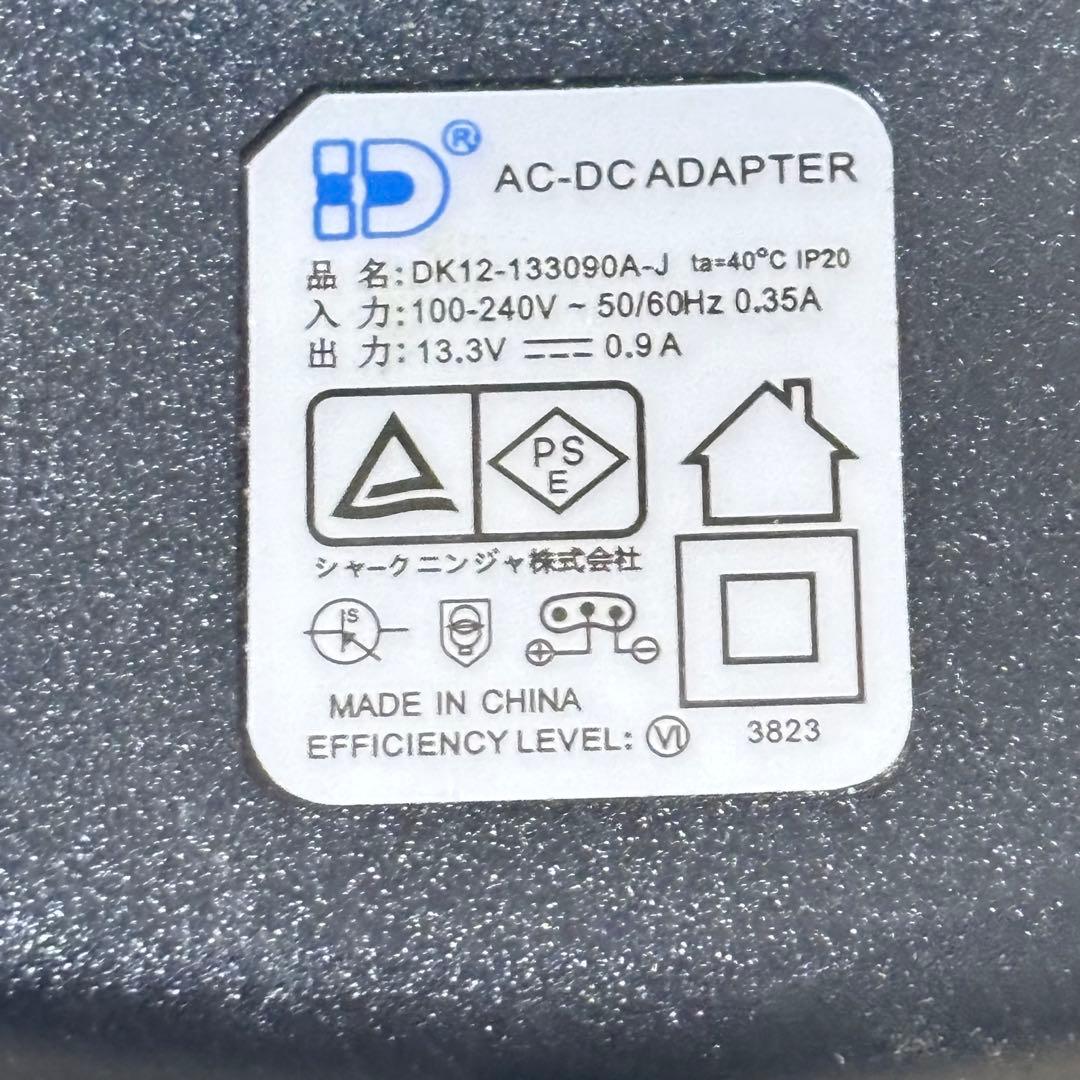 ID® AC-DC ADAPTER
品 名: DK12-133090A-J ta=40°C IP20
入 力: 100-240V ~ 50/60Hz 0.35A
出 力: 13.3V ⎓ 0.9A
PSE
シャークニンジャ株式会社
S
MADE IN CHINA
EFFICIENCY LEVEL: VI
3823